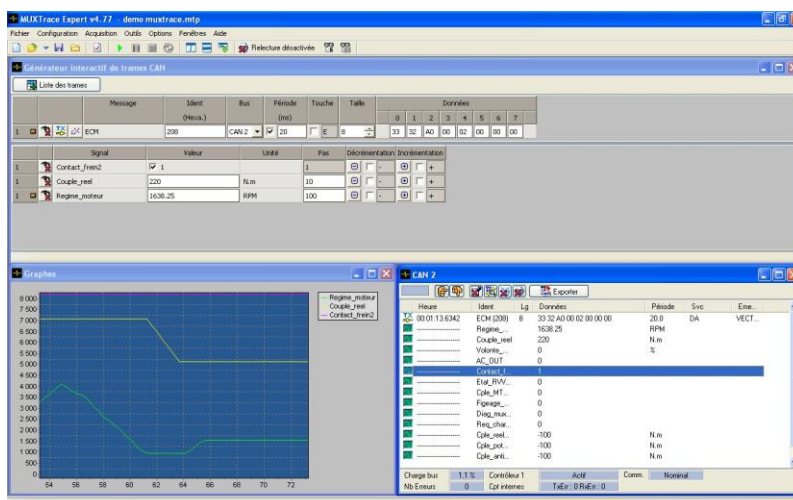 MUXTrace Expert v4.77 - demo muxtrace.mtp
Fichier Configuration Acquisition Outils Options Fenêtres Aide
Relecture désactivée
Générateur Interactif de trames CAN
Liste des trames
Message Ident Bus Période Touche Taille Données
(Hexa.) (ms) 0 1 2 3 4 5 6 7
1 ECM 208 CAN 2 20 E 8 33 32 A0 00 02 00 00 00
Signal Valeur Unité Pas Décrémentation Incrémentation
1 Contact_frein2 1 1 - +
1 Couple_reel 220 N.m 10 - +
1 Regime_moteur 1638.25 RPM 100 - +
Graphes
8 000
7 500
7 000
6 500
6 000
5 500
5 000
4 500
4 000
3 500
3 000
2 500
2 000
1 500
1 000
500
0
54 56 58 60 62 64 66 68 70 72
Regime_moteur
Couple_reel
Contact_frein2
CAN 2
Exporter
Heure Ident Lg Données Période Svc Eme...
TX 00:01:13.6342 ECM (208) 8 33 32 A0 00 02 00 00 00 20.0 DA VECT...
Regime_... 1638.25 RPM
Couple_reel 220 N.m
Volonte_... 0 %
AC_OUT 0
Contact_f... 1
Etat_RVV... 0
Cple_MT... 0
Figeage_... 0
Diag_mux... 0
Req_char... 0
Cple_reel... -100 N.m
Cple_pot... -100 N.m
Cple_anti... -100 N.m
Charge bus 1.1 % Contrôleur 1 Actif Comm. Nominal
Nb Erreurs 0 Cpt internes TxErr : 0 RxErr : 0